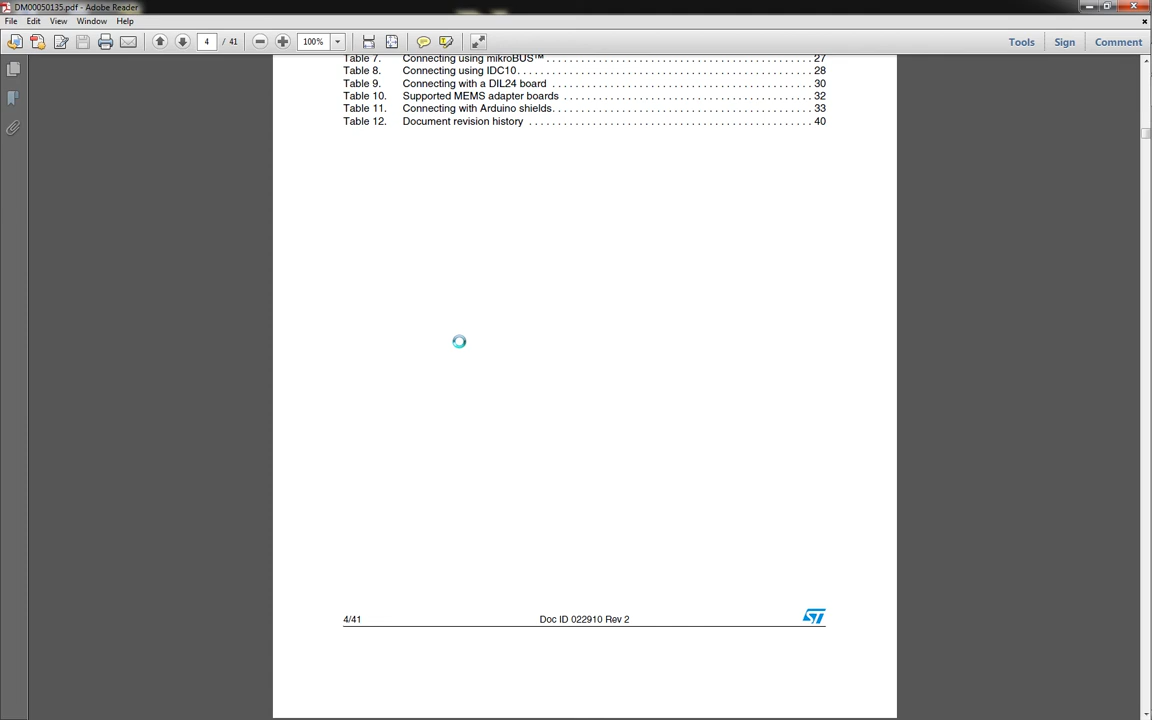 DM00050135.pdf - Adobe Reader
File Edit View Window Help
4 / 41 100% Tools Sign Comment
Table 7. Connecting using mikroBUS™ . . . . . . . . . . . . . . . . . . . . . . . . . . . . . . . . . . . . . . . . . . . . . 27
Table 8. Connecting using IDC10 . . . . . . . . . . . . . . . . . . . . . . . . . . . . . . . . . . . . . . . . . . . . . . . . . . 28
Table 9. Connecting with a DIL24 board . . . . . . . . . . . . . . . . . . . . . . . . . . . . . . . . . . . . . . . . . . . . 30
Table 10. Supported MEMS adapter boards . . . . . . . . . . . . . . . . . . . . . . . . . . . . . . . . . . . . . . . . . . 32
Table 11. Connecting with Arduino shields. . . . . . . . . . . . . . . . . . . . . . . . . . . . . . . . . . . . . . . . . . . . 33
Table 12. Document revision history . . . . . . . . . . . . . . . . . . . . . . . . . . . . . . . . . . . . . . . . . . . . . . . 40
4/41 Doc ID 022910 Rev 2 ST